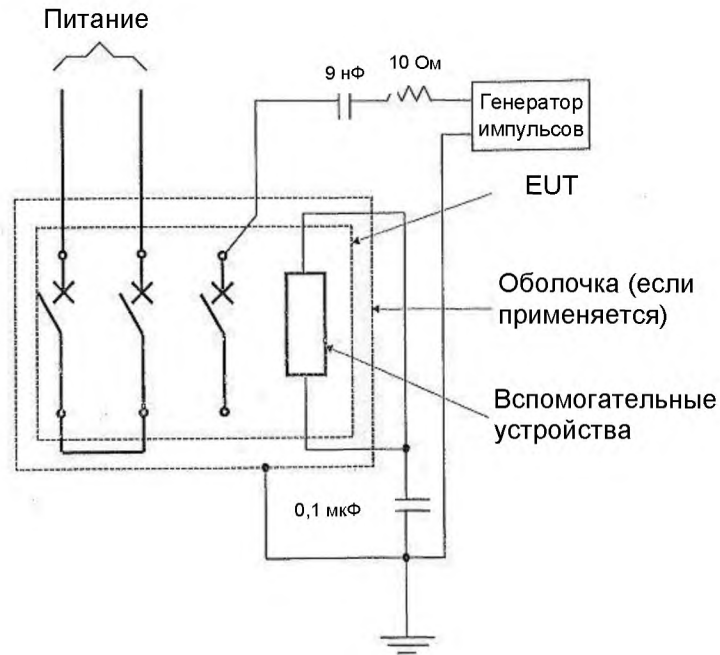 Питание
9 нФ
10 Ом
Генератор
импульсов
EUT
Оболочка (если
применяется)
Вспомогательные
устройства
0,1 мкФ